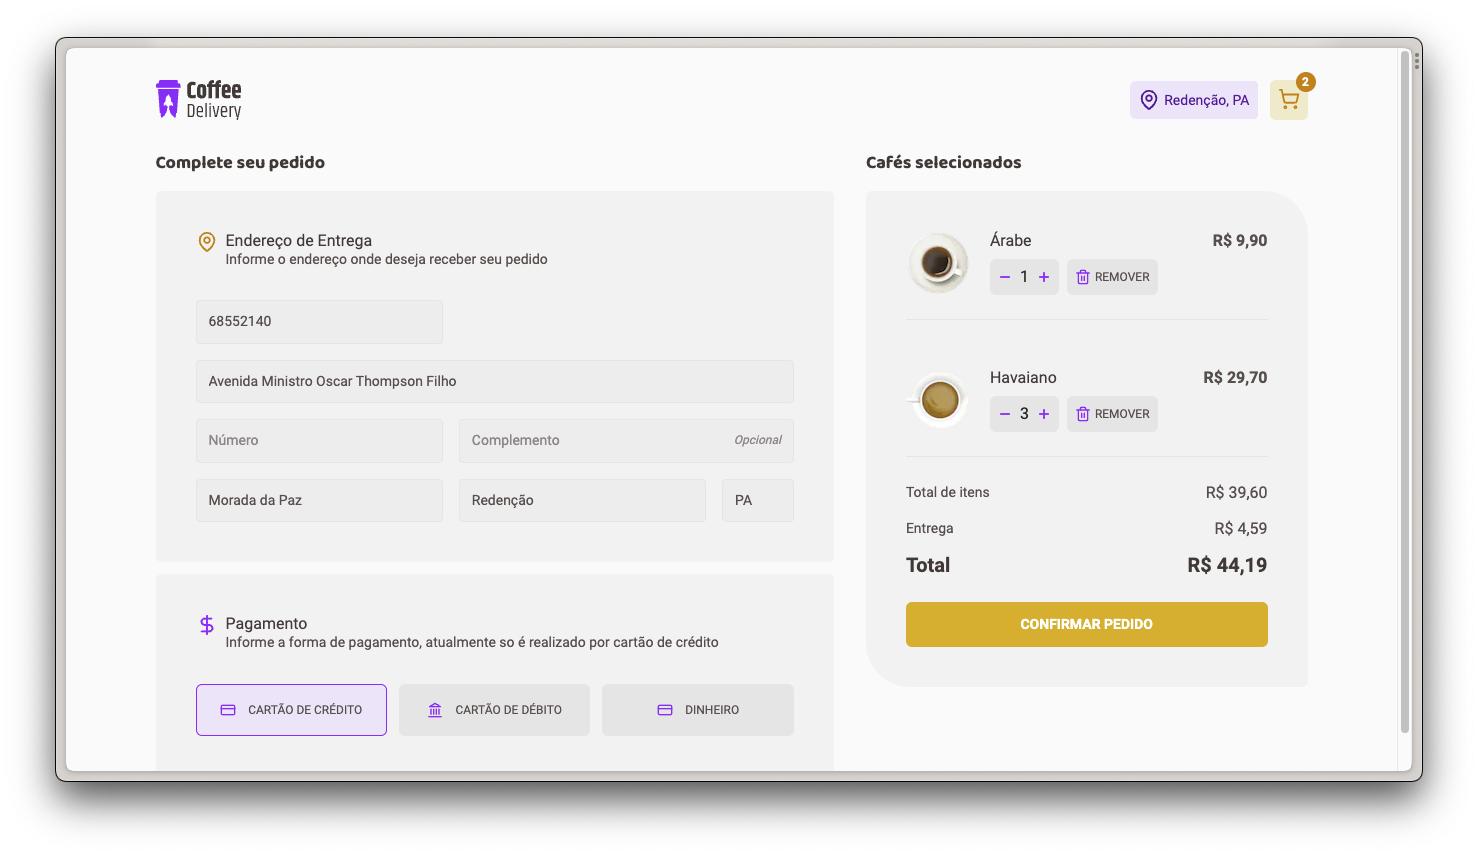 Coffee
Delivery
Redenção, PA
2
Complete seu pedido
Endereço de Entrega
Informe o endereço onde deseja receber seu pedido
68552140
Avenida Ministro Oscar Thompson Filho
Número
Complemento
Opcional
Morada da Paz
Redenção
PA
Pagamento
Informe a forma de pagamento, atualmente so é realizado por cartão de crédito
CARTÃO DE CRÉDITO
CARTÃO DE DÉBITO
DINHEIRO
Cafés selecionados
Árabe
R$ 9,90
1
REMOVER
Havaiano
R$ 29,70
3
REMOVER
Total de itens
R$ 39,60
Entrega
R$ 4,59
Total
R$ 44,19
CONFIRMAR PEDIDO